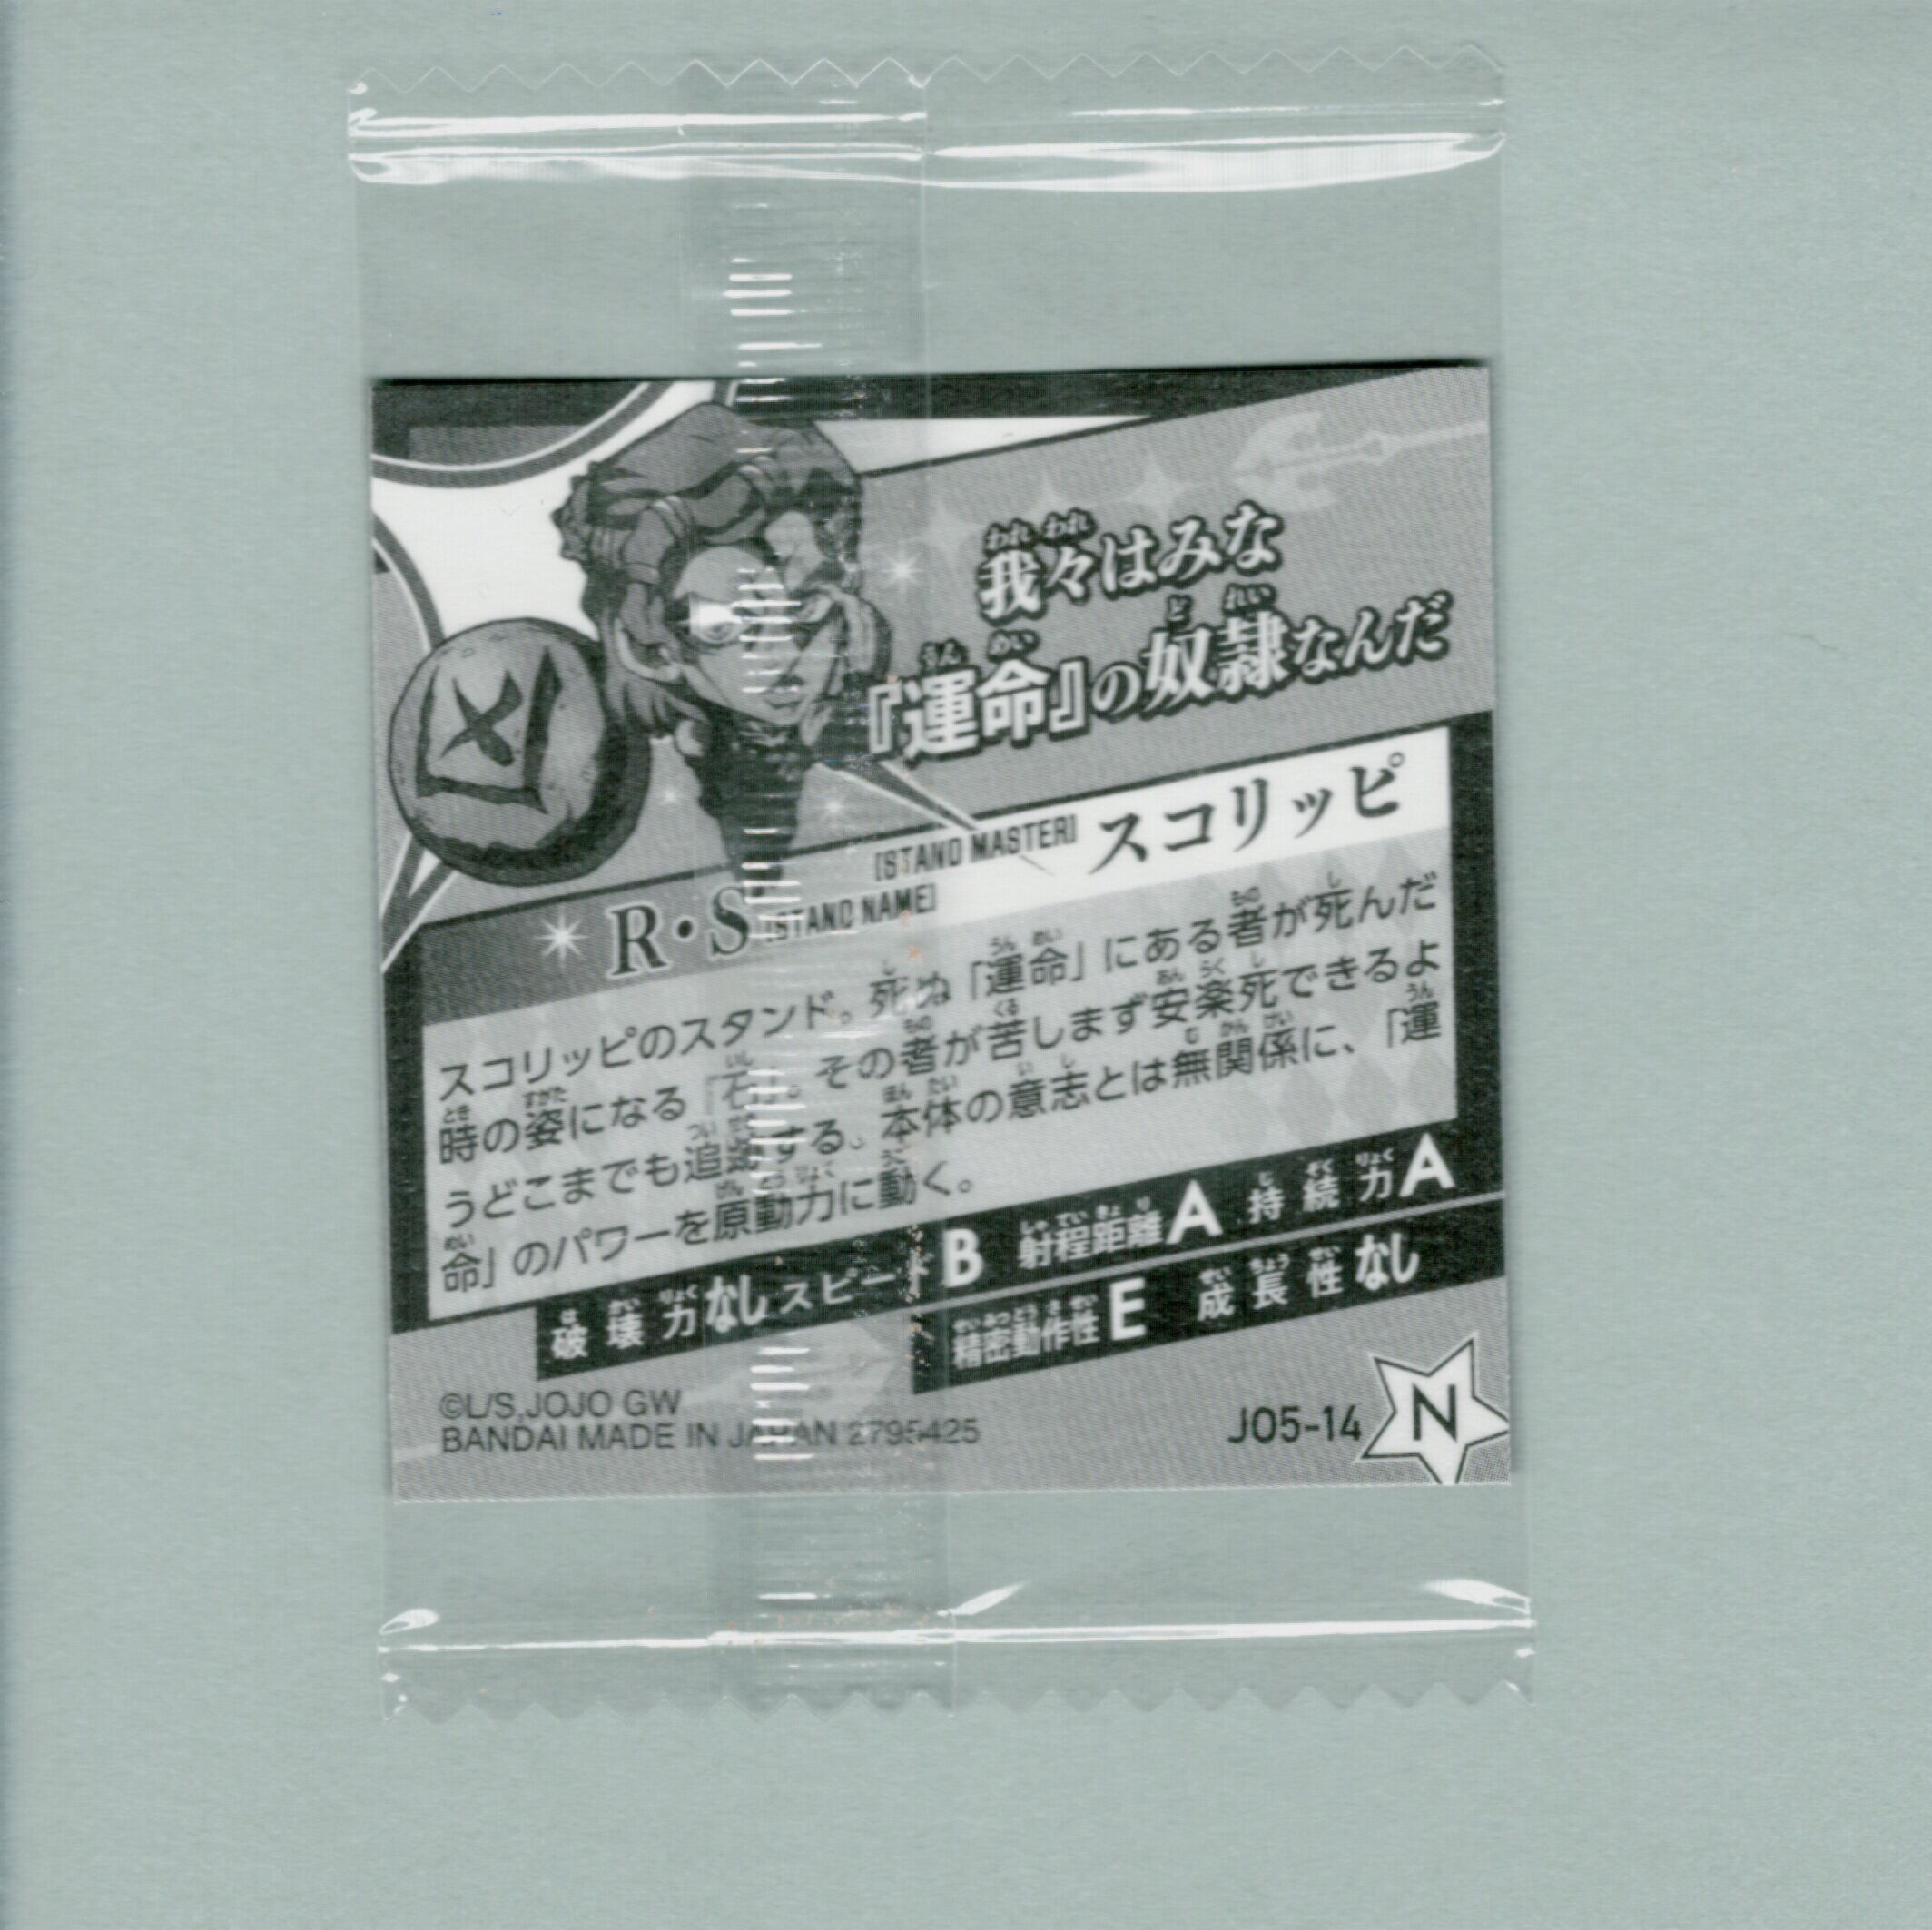 我々はみな
『運命』の奴隷なんだ
[STAND MASTER] スコリッピ
R・S [STAND NAME]
スコリッピのスタンド。死ぬ「運命」にある者が死んだ
時の姿になる「石」。その者が苦しまず安楽死できるよ
うどこまでも追跡する。本体の意志とは無関係に、「運
命」のパワーを原動力に動く。
破壊力なし スピード B 射程距離 A 持続力 A
精密動作性 E 成長性 なし
©L/S,JOJO GW
BANDAI MADE IN JAPAN 2795425
JO5-14 N